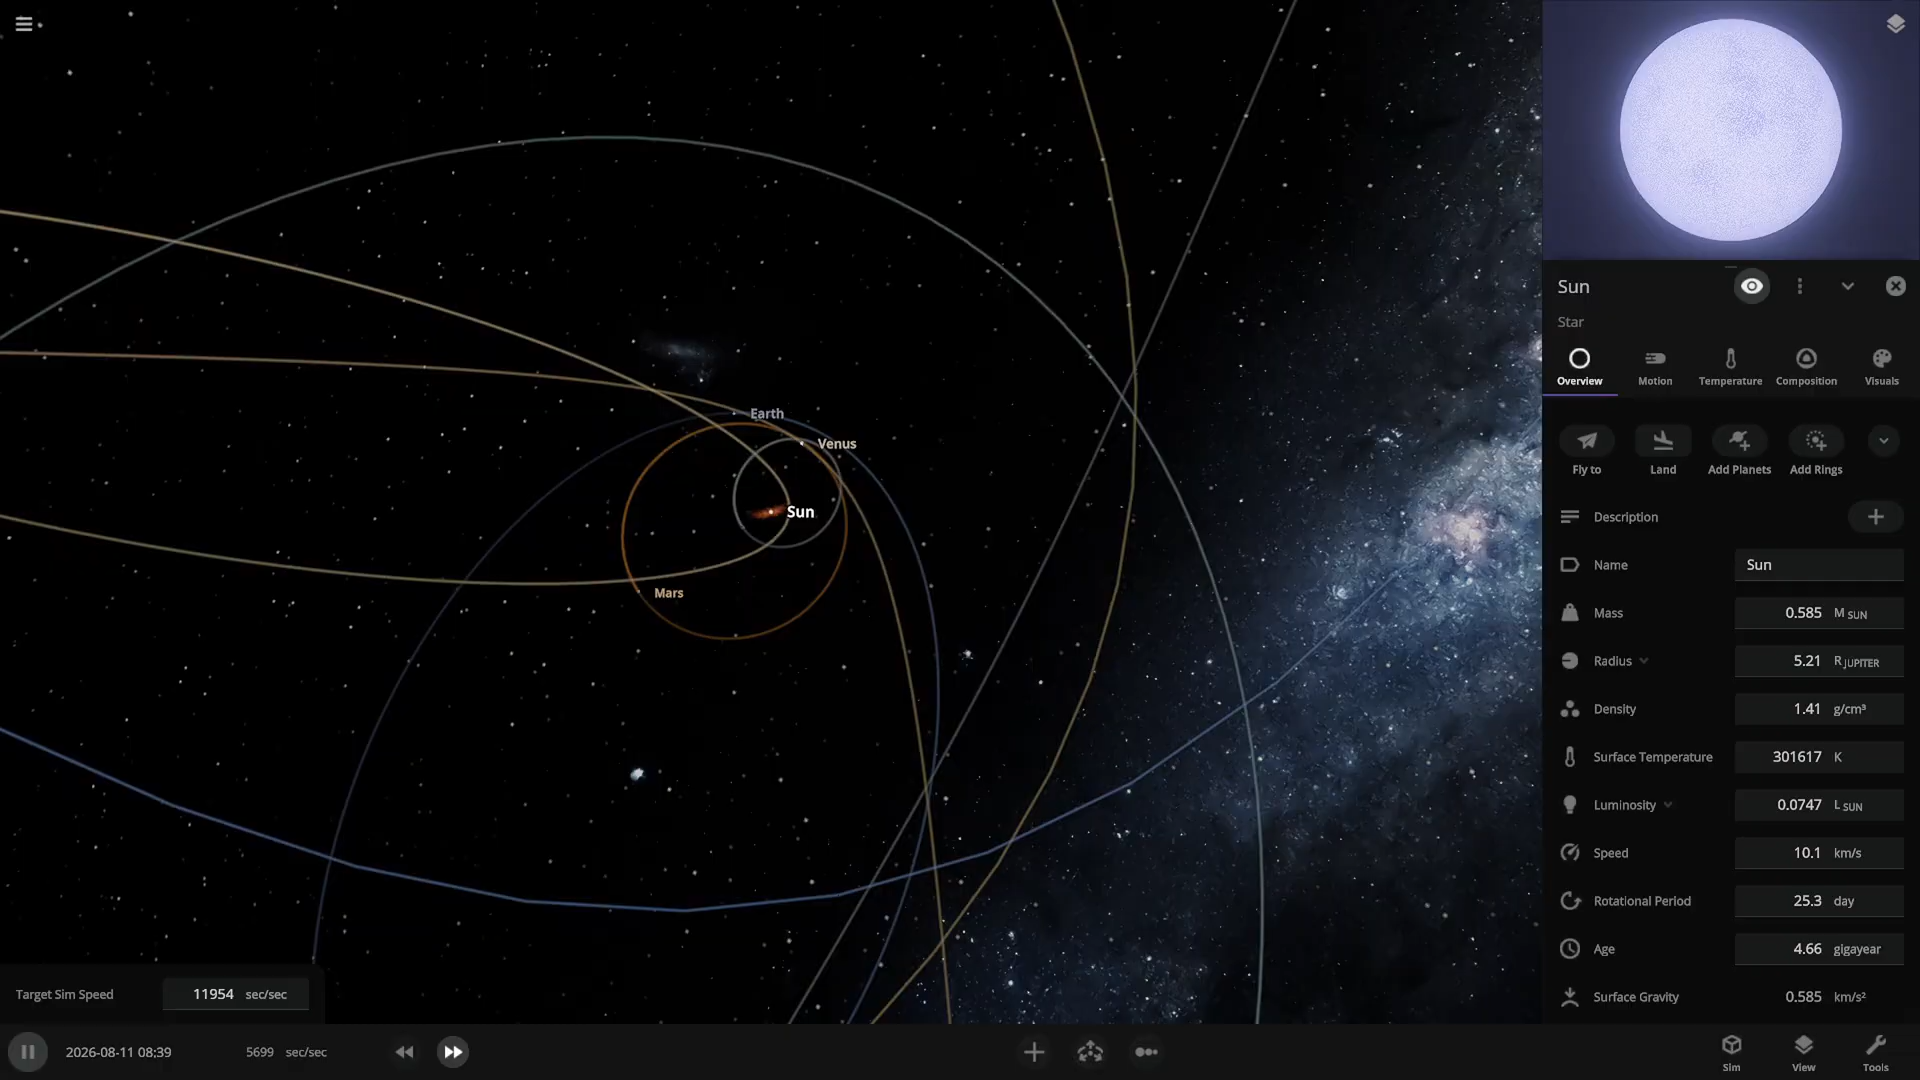 Earth
Venus
Sun
Mars
Sun
Star
Overview
Motion
Temperature
Composition
Visuals
Fly to
Land
Add Planets
Add Rings
Description
Name Sun
Mass 0.585 M SUN
Radius 5.21 R JUPITER
Density 1.41 g/cm³
Surface Temperature 301617 K
Luminosity 0.0747 L SUN
Speed 10.1 km/s
Rotational Period 25.3 day
Age 4.66 gigayear
Surface Gravity 0.585 km/s²
Target Sim Speed 11954 sec/sec
2026-08-11 08:39 5699 sec/sec
Sim
View
Tools